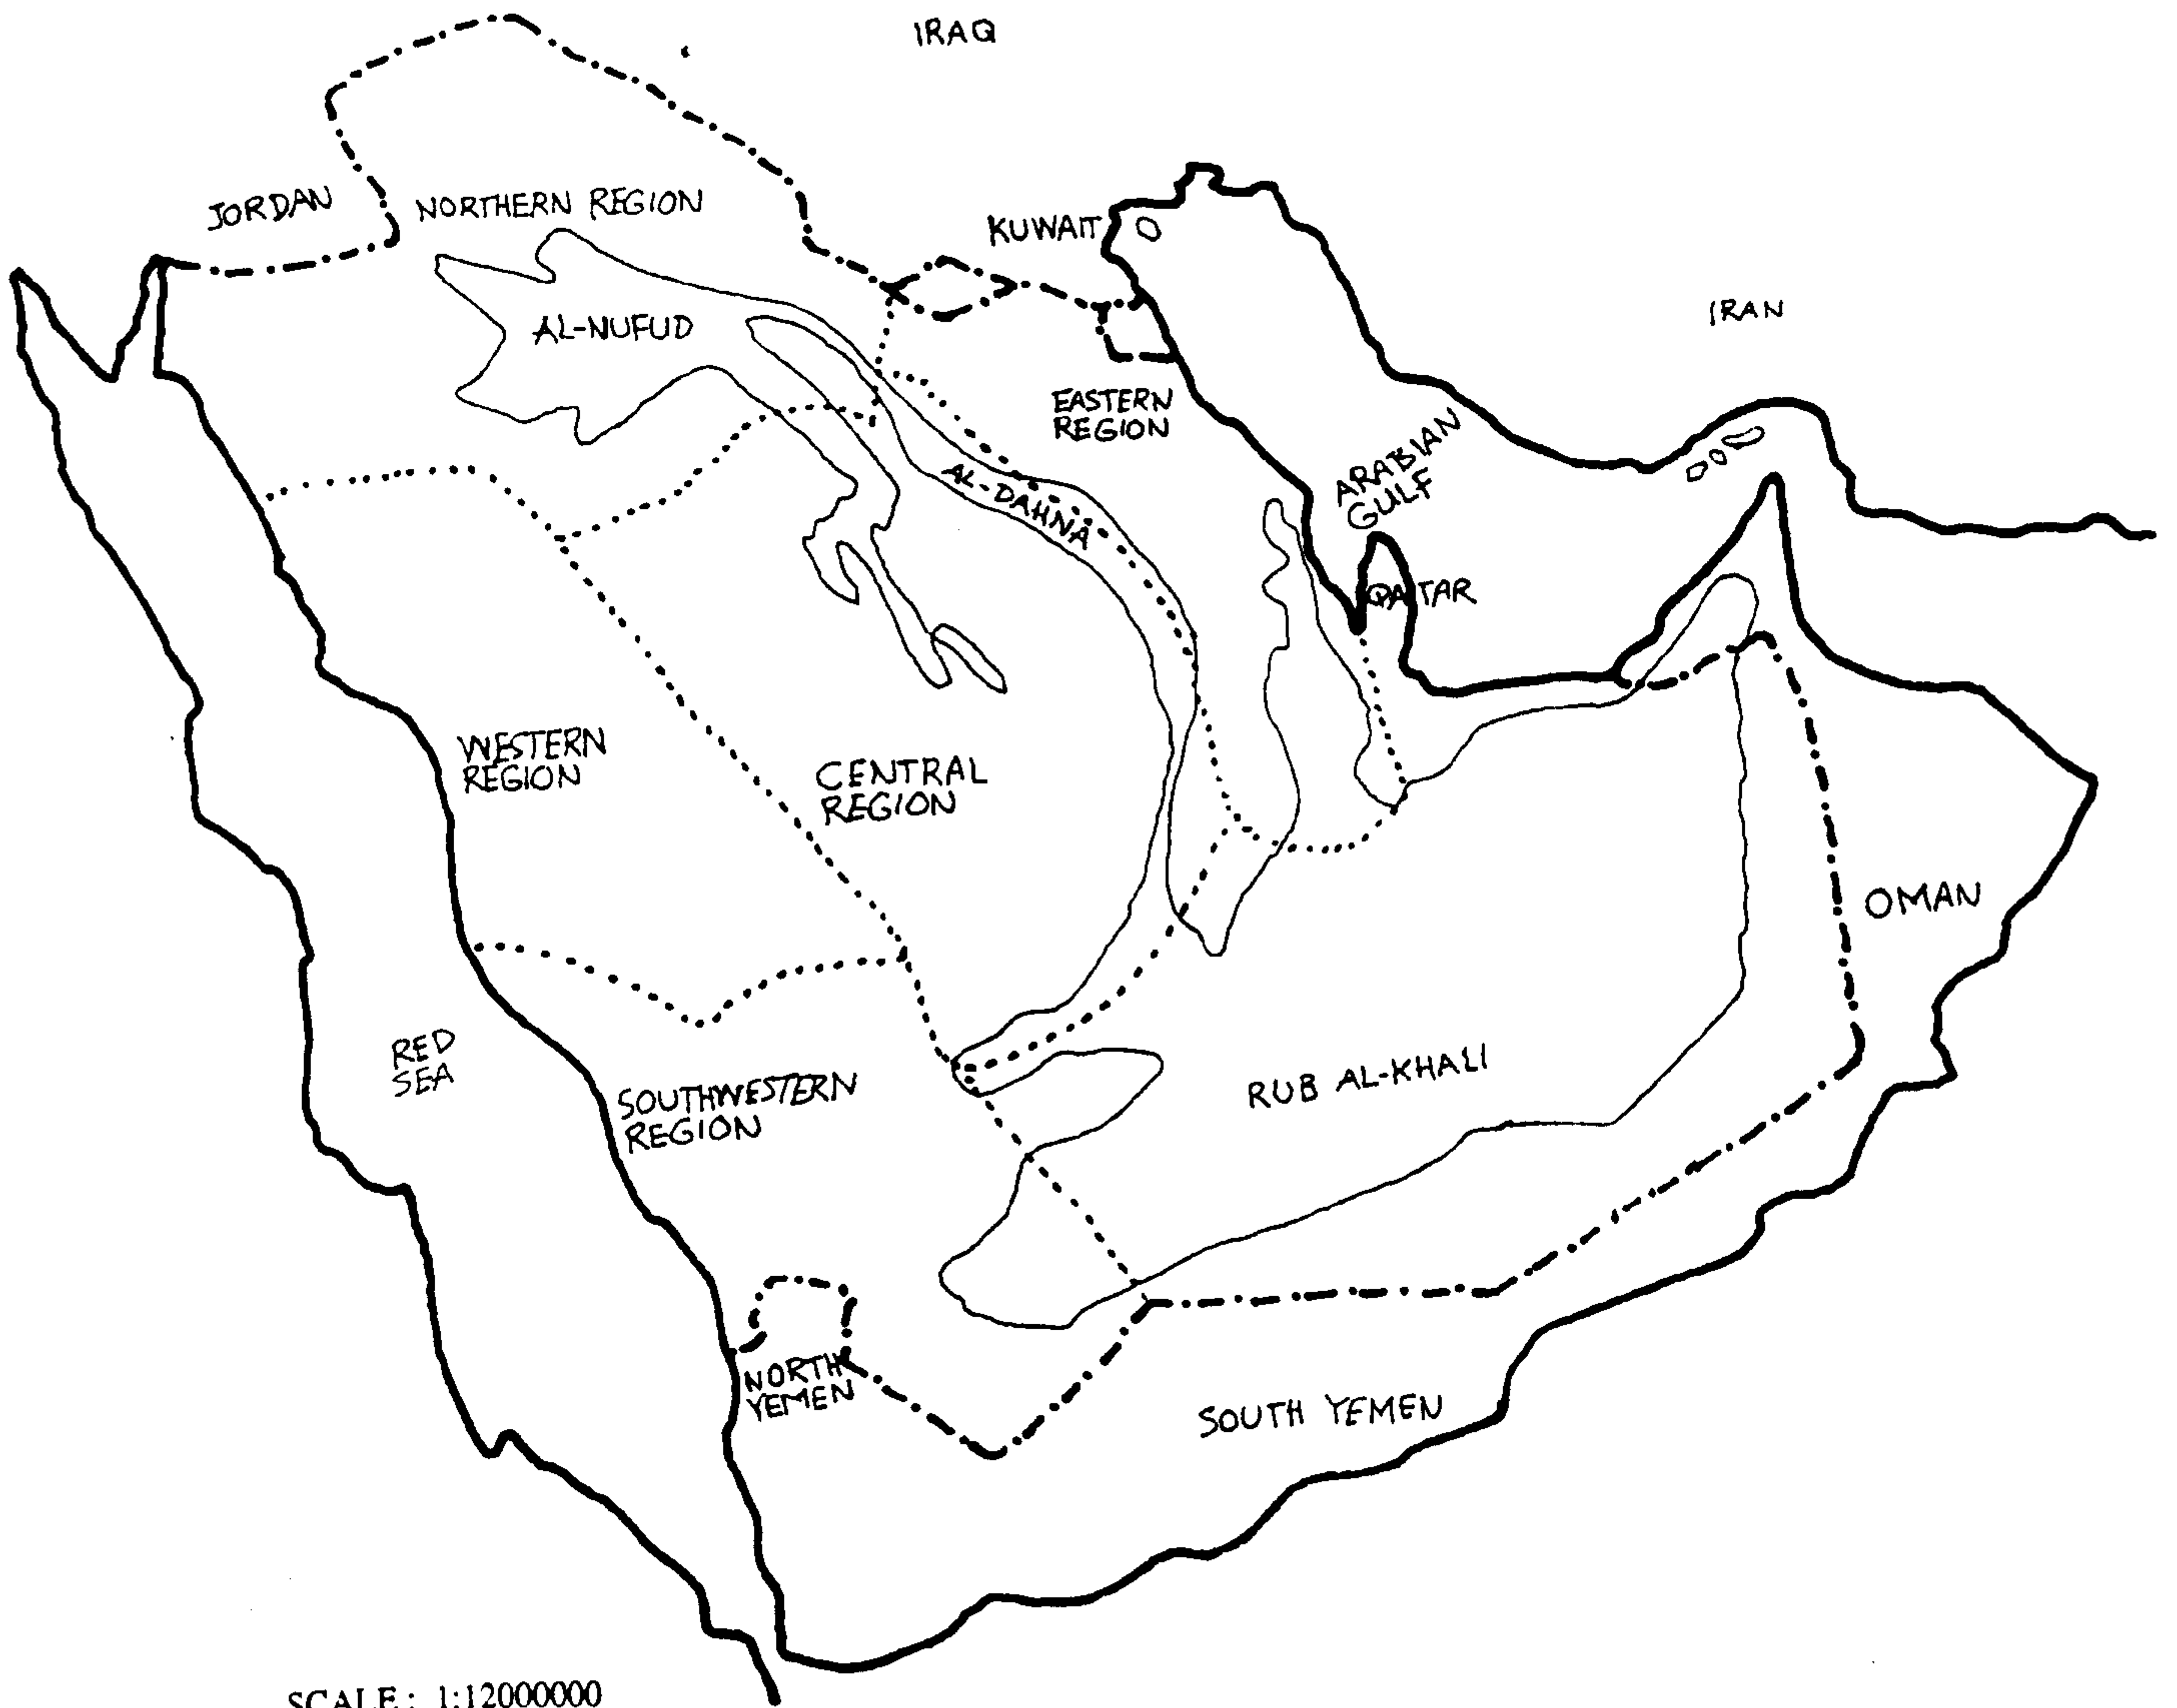 IRAQ
JORDAN
NORTHERN REGION
KUWAIT
IRAN
AL-NUFUD
EASTERN
REGION
ARABIAN
GULF
AL-DAHNA
QATAR
WESTERN
REGION
CENTRAL
REGION
OMAN
RED
SEA
SOUTHWESTERN
REGION
RUB AL-KHALI
NORTH
YEMEN
SOUTH YEMEN
SCALE : 1:12000000